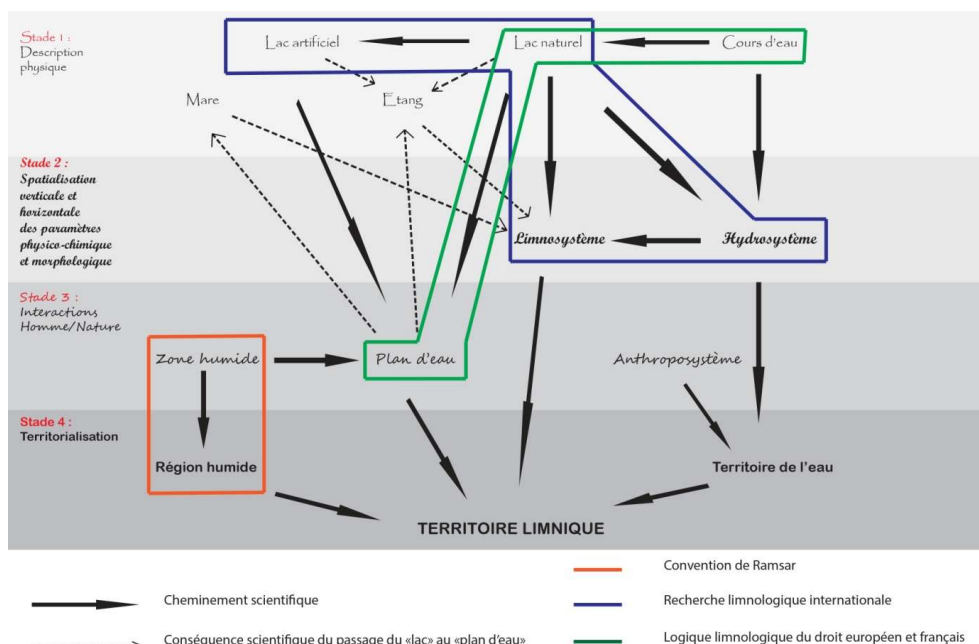 Stade 1 :
Description
physique
Lac artificiel
Lac naturel
Cours d'eau
Mare
Etang
Stade 2 :
Spatialisation
verticale et
horizontale
des paramètres
physico-chimique
et morphologique
Limnosystème
Hydrosystème
Stade 3 :
Interactions
Homme/Nature
Zone humide
Plan d'eau
Anthroposystème
Stade 4 :
Territorialisation
Région humide
Territoire de l'eau
TERRITOIRE LIMNIQUE
Convention de Ramsar
Cheminement scientifique
Recherche limnologique internationale
Conséquence scientifique du passage du «lac» au «plan d'eau»
Logique limnologique du droit européen et français